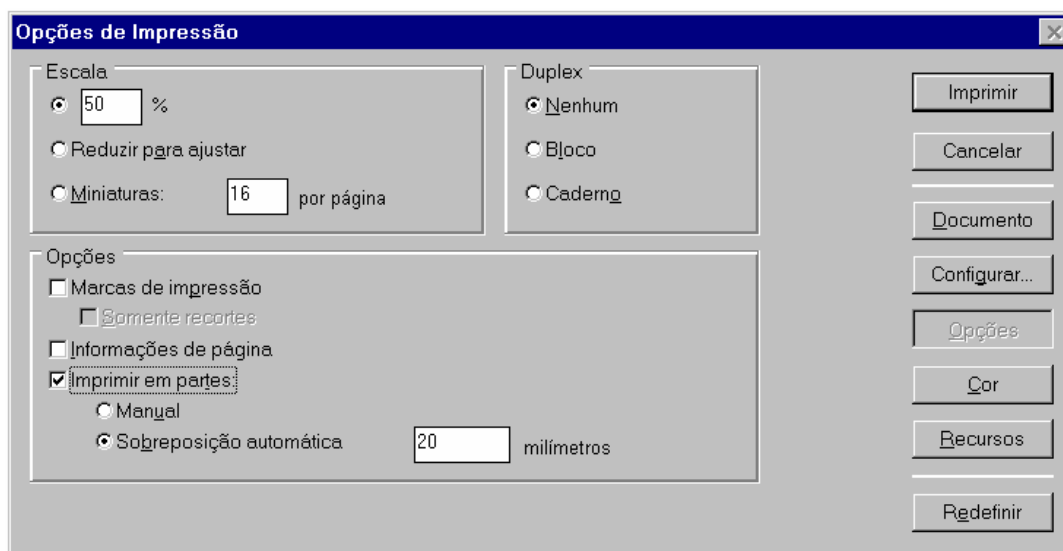 Opções de Impressão
Escala
50 %
Reduzir para ajustar
Miniaturas: 16 por página
Duplex
Nenhum
Bloco
Caderno
Opções
Marcas de impressão
Somente recortes
Informações de página
Imprimir em partes:
Manual
Sobreposição automática 20 milímetros
Imprimir
Cancelar
Documento
Configurar...
Opções
Cor
Recursos
Redefinir